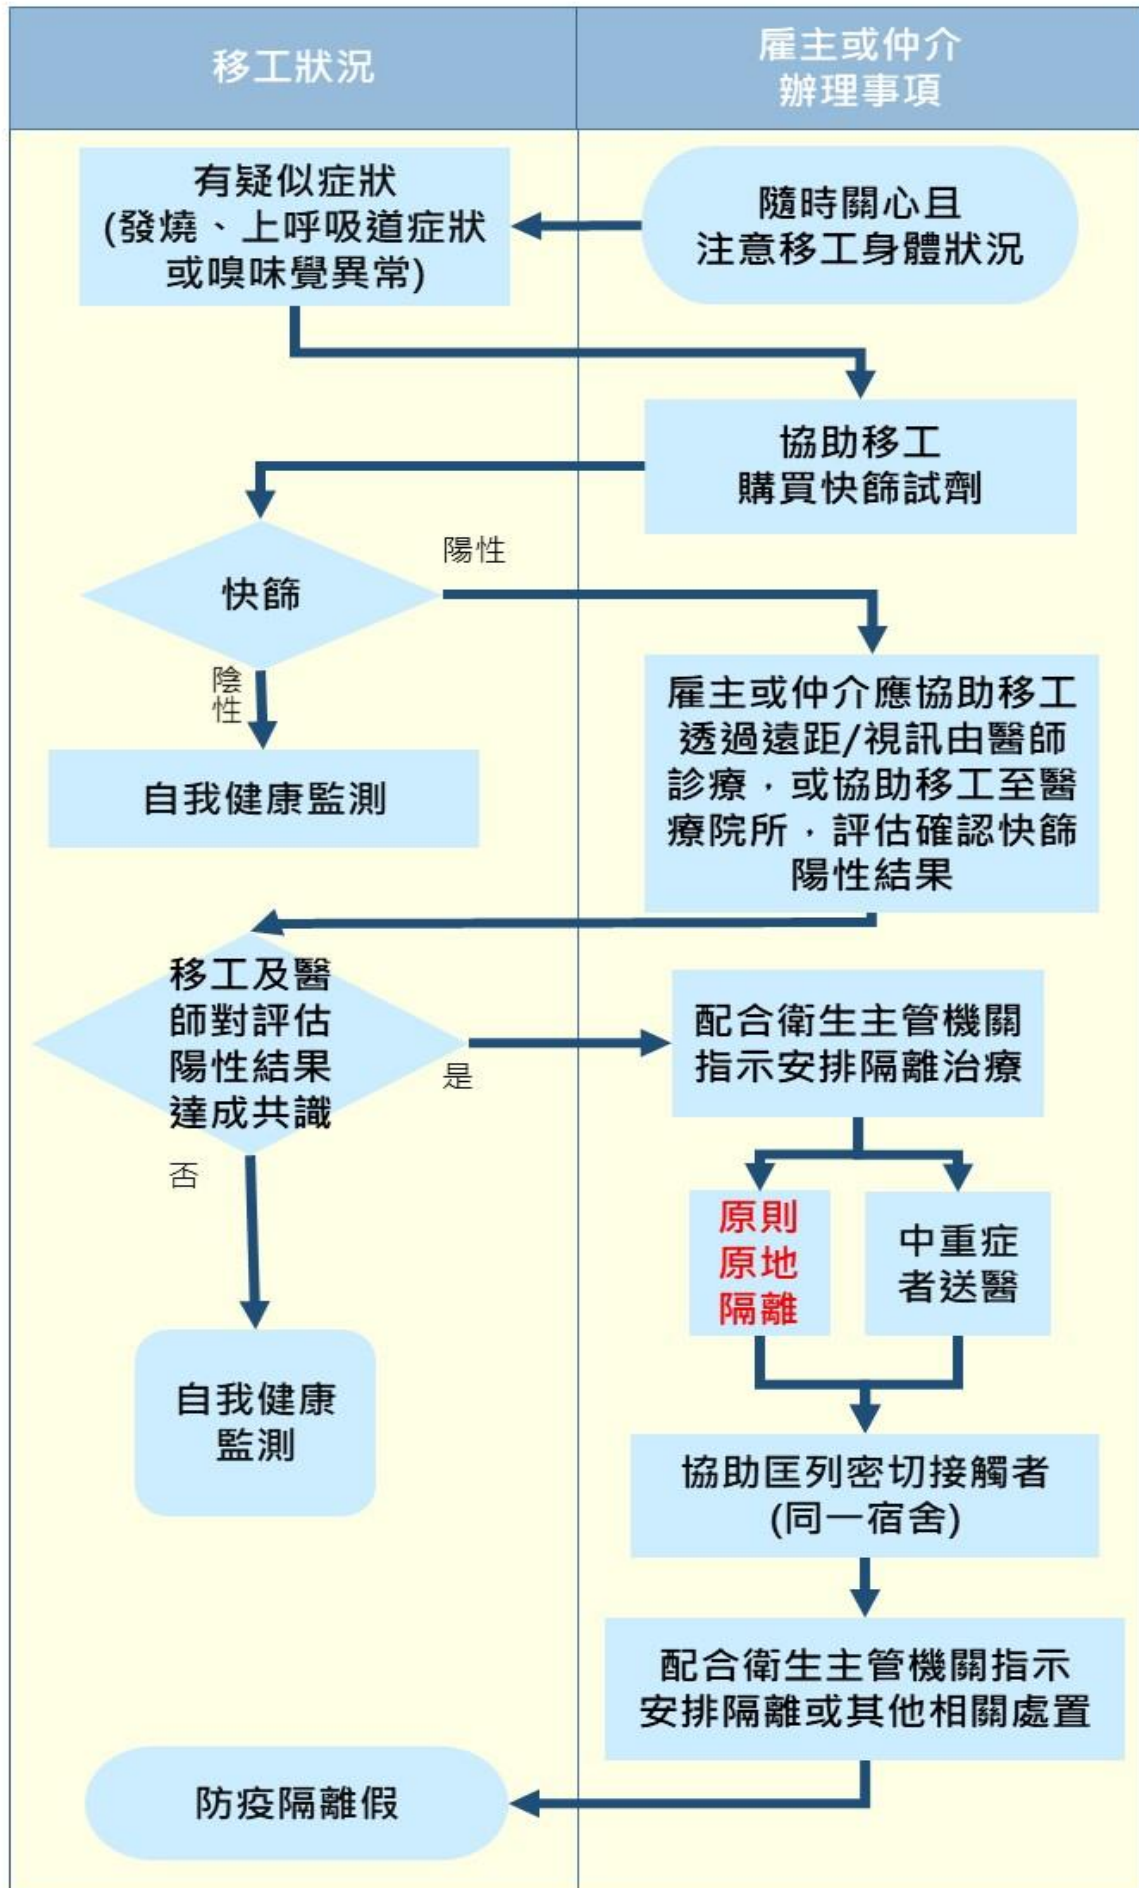 移工狀況
雇主或仲介
辦理事項
有疑似症狀
(發燒、上呼吸道症狀
或嗅味覺異常)
隨時關心且
注意移工身體狀況
協助移工
購買快篩試劑
快篩
陽性
陰
性
自我健康監測
雇主或仲介應協助移工
透過遠距/視訊由醫師
診療，或協助移工至醫
療院所，評估確認快篩
陽性結果
移工及醫
師對評估
陽性結果
達成共識
是
否
配合衛生主管機關
指示安排隔離治療
原則
原地
隔離
中重症
者送醫
自我健康
監測
協助匡列密切接觸者
(同一宿舍)
配合衛生主管機關指示
安排隔離或其他相關處置
防疫隔離假